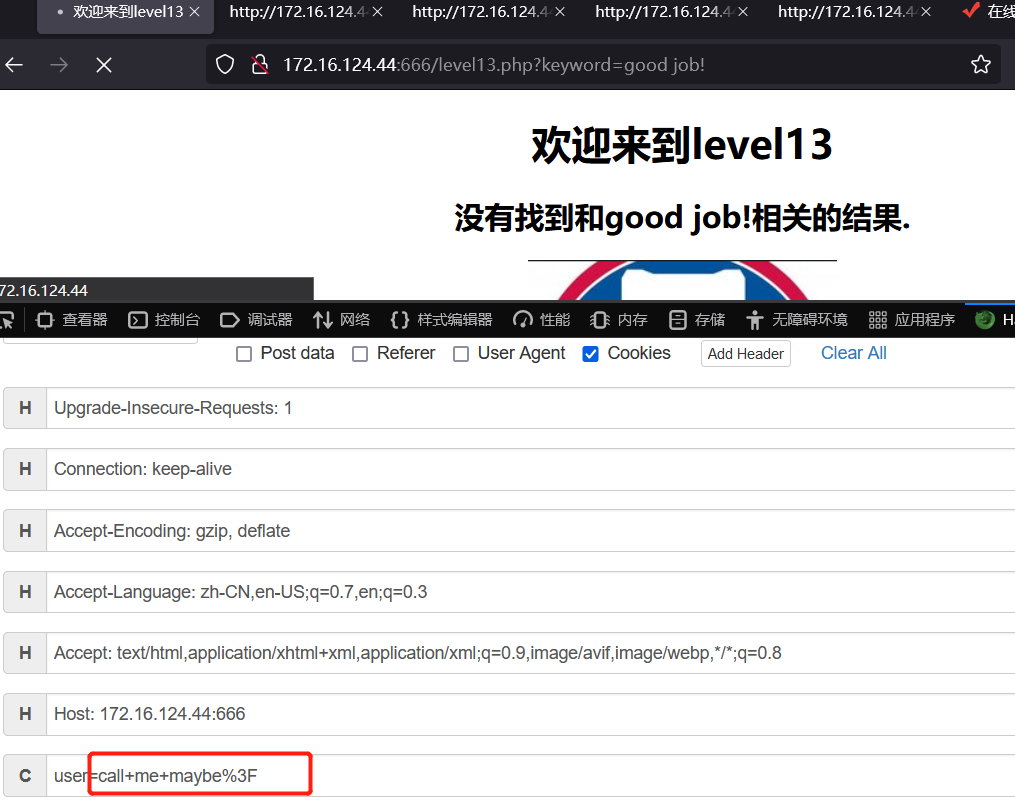 欢迎来到level13 http://172.16.124.4 http://172.16.124.4 http://172.16.124.4 http://172.16.124.4 在线
172.16.124.44:666/level13.php?keyword=good job!
欢迎来到level13
没有找到和good job!相关的结果.
72.16.124.44
查看器 控制台 调试器 网络 样式编辑器 性能 内存 存储 无障碍环境 应用程序
Post data Referer User Agent Cookies Add Header Clear All
H Upgrade-Insecure-Requests: 1
H Connection: keep-alive
H Accept-Encoding: gzip, deflate
H Accept-Language: zh-CN,en-US;q=0.7,en;q=0.3
H Accept: text/html,application/xhtml+xml,application/xml;q=0.9,image/avif,image/webp,*/*;q=0.8
H Host: 172.16.124.44:666
C user=call+me+maybe%3F